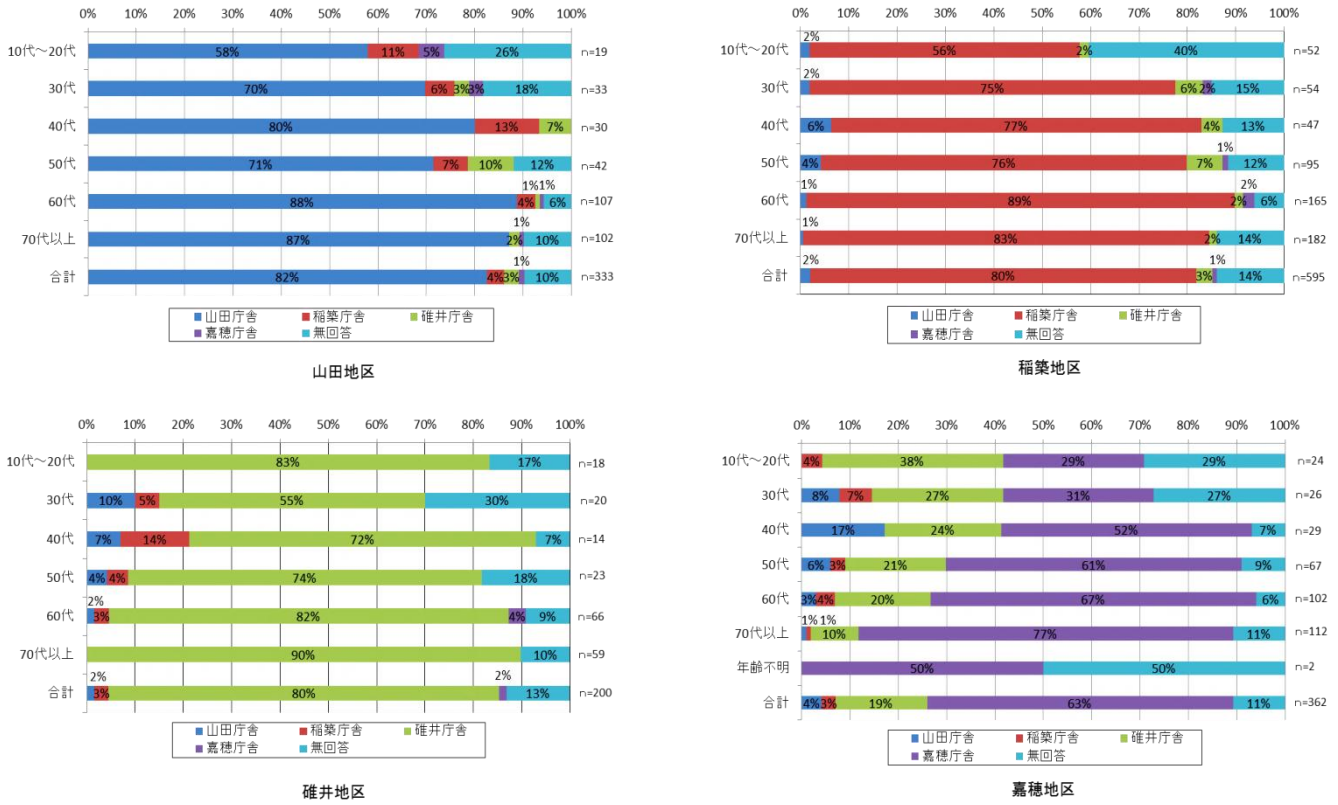 0% 10% 20% 30% 40% 50% 60% 70% 80% 90% 100%
10代～20代 58% 11% 5% 26% n=19
30代 70% 6% 3% 3% 18% n=33
40代 80% 13% 7% n=30
50代 71% 7% 10% 12% n=42
1% 1%
60代 88% 4% 6% n=107
1%
70代以上 87% 2% 10% n=102
1%
合計 82% 4% 3% 10% n=333
山田庁舎 稲築庁舎 碓井庁舎
嘉穂庁舎 無回答
山田地区
0% 10% 20% 30% 40% 50% 60% 70% 80% 90% 100%
2%
10代～20代 56% 2% 40% n=52
2%
30代 75% 6% 2% 15% n=54
40代 6% 77% 4% 13% n=47
1%
50代 4% 76% 7% 12% n=95
1% 2%
60代 89% 2% 6% n=165
1%
70代以上 83% 2% 14% n=182
2% 1%
合計 80% 3% 14% n=595
山田庁舎 稲築庁舎 碓井庁舎
嘉穂庁舎 無回答
稲築地区
0% 10% 20% 30% 40% 50% 60% 70% 80% 90% 100%
10代～20代 83% 17% n=18
30代 10% 5% 55% 30% n=20
40代 7% 14% 72% 7% n=14
50代 4% 4% 74% 18% n=23
2%
60代 3% 82% 4% 9% n=66
70代以上 90% 10% n=59
2% 2%
合計 3% 80% 13% n=200
山田庁舎 稲築庁舎 碓井庁舎
嘉穂庁舎 無回答
碓井地区
0% 10% 20% 30% 40% 50% 60% 70% 80% 90% 100%
10代～20代 4% 38% 29% 29% n=24
30代 8% 7% 27% 31% 27% n=26
40代 17% 24% 52% 7% n=29
50代 6% 3% 21% 61% 9% n=67
60代 3% 4% 20% 67% 6% n=102
1% 1%
70代以上 10% 77% 11% n=112
年齢不明 50% 50% n=2
合計 4% 3% 19% 63% 11% n=362
山田庁舎 稲築庁舎 碓井庁舎
嘉穂庁舎 無回答
嘉穂地区